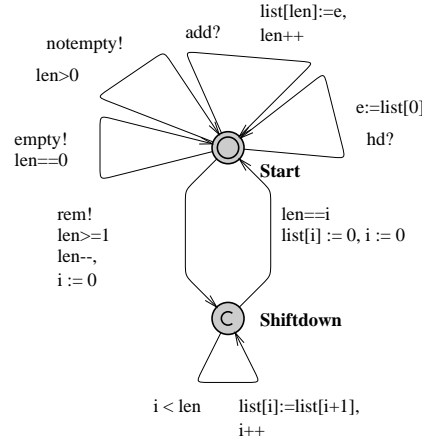 notempty!
len>0
add?
list[len]:=e,
len++
e:=list[0]
hd?
empty!
len==0
Start
rem!
len>=1
len--,
i := 0
len==i
list[i] := 0, i := 0
C
Shiftdown
i < len
list[i]:=list[i+1],
i++